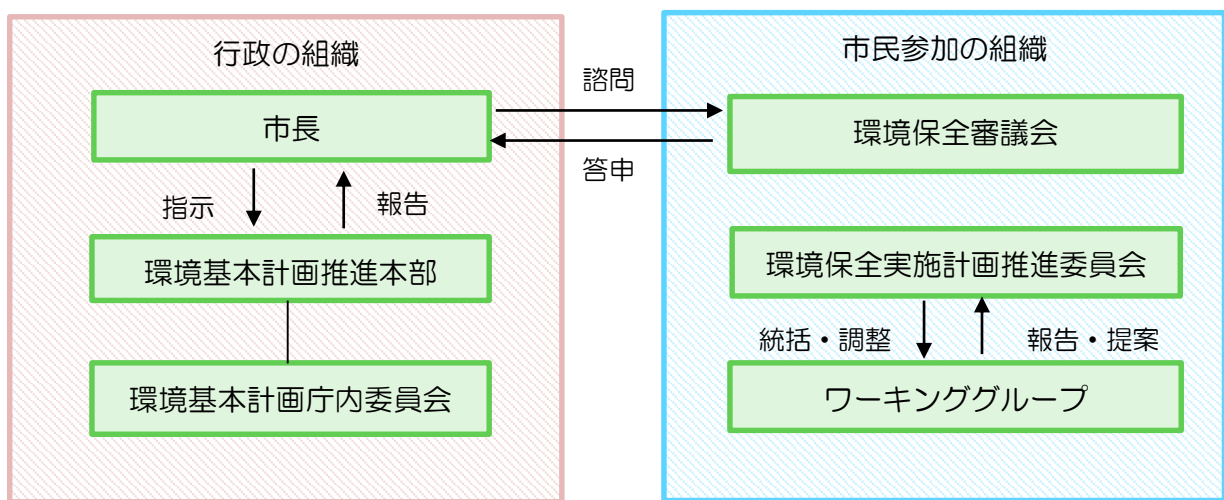 行政の組織
市長
指示
報告
環境基本計画推進本部
環境基本計画庁内委員会
諮問
答申
市民参加の組織
環境保全審議会
環境保全実施計画推進委員会
統括・調整
報告・提案
ワーキンググループ